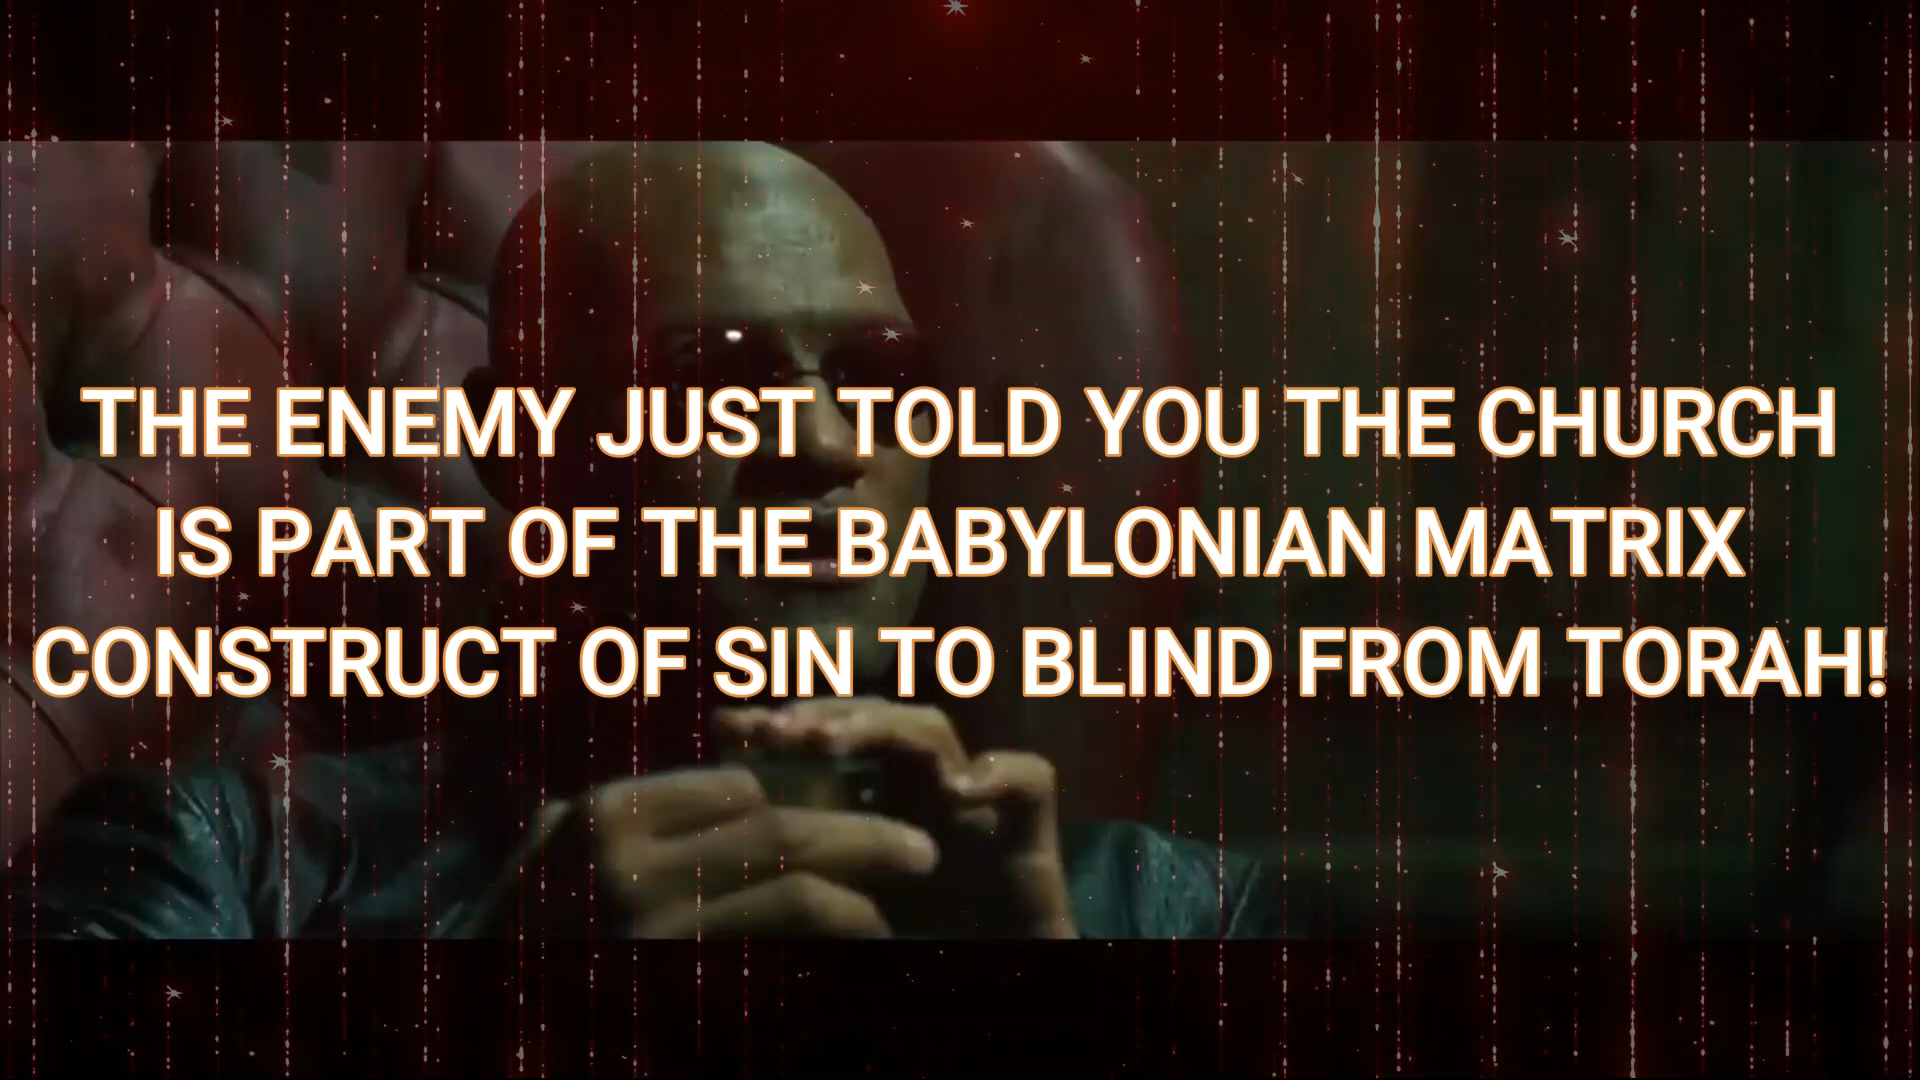 THE ENEMY JUST TOLD YOU THE CHURCH
IS PART OF THE BABYLONIAN MATRIX
CONSTRUCT OF SIN TO BLIND FROM TORAH!